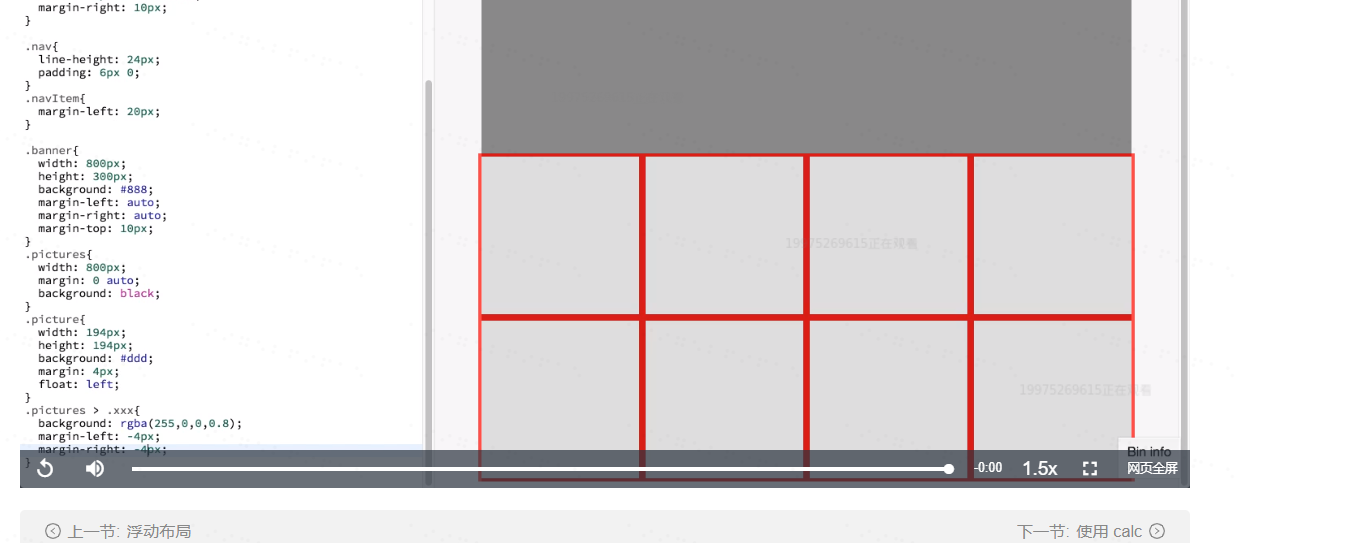 margin-right: 10px;
}
.nav{
line-height: 24px;
padding: 6px 0;
}
.navItem{
margin-left: 20px;
}
.banner{
width: 800px;
height: 300px;
background: #888;
margin-left: auto;
margin-right: auto;
margin-top: 10px;
}
.pictures{
width: 800px;
margin: 0 auto;
background: black;
}
.picture{
width: 194px;
height: 194px;
background: #ddd;
margin: 4px;
float: left;
}
.pictures > .xxx{
background: rgba(255,0,0,0.8);
margin-left: -4px;
margin-right: -4px;
}
19975269615正在观看
19975269615正在观看
Bin info
-0:00 1.5x 网页全屏
上一节: 浮动布局 下一节: 使用 calc